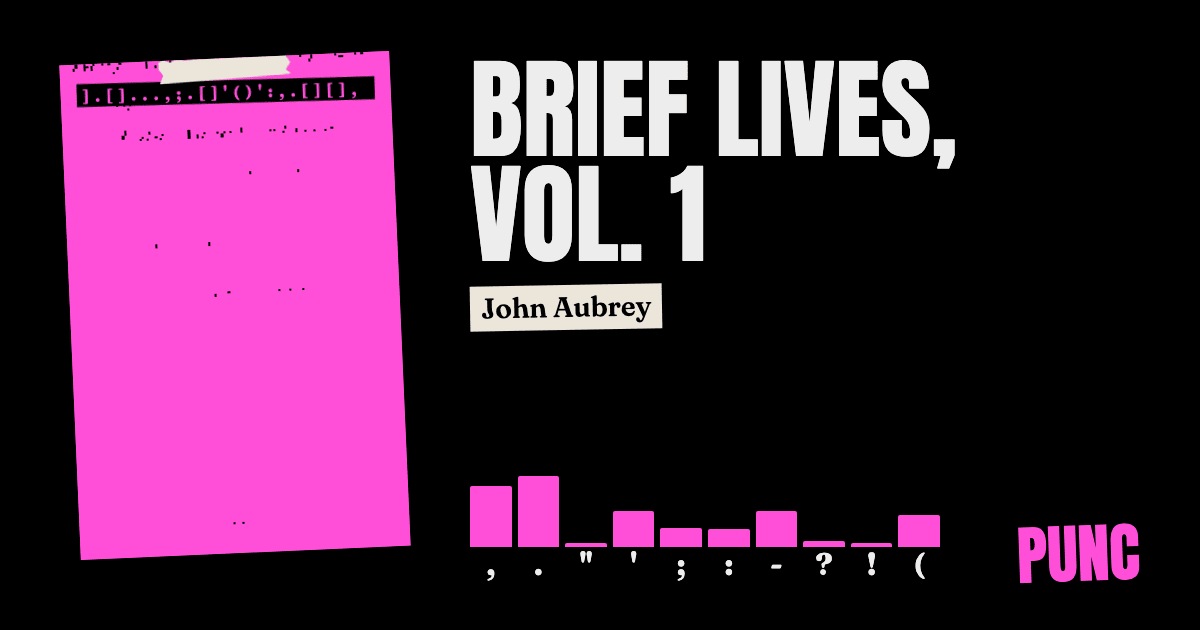 ].[]...,;.[]'()':,.[][],
BRIEF LIVES,
VOL. 1
John Aubrey
, . " ' ; : - ? ! (
PUNC